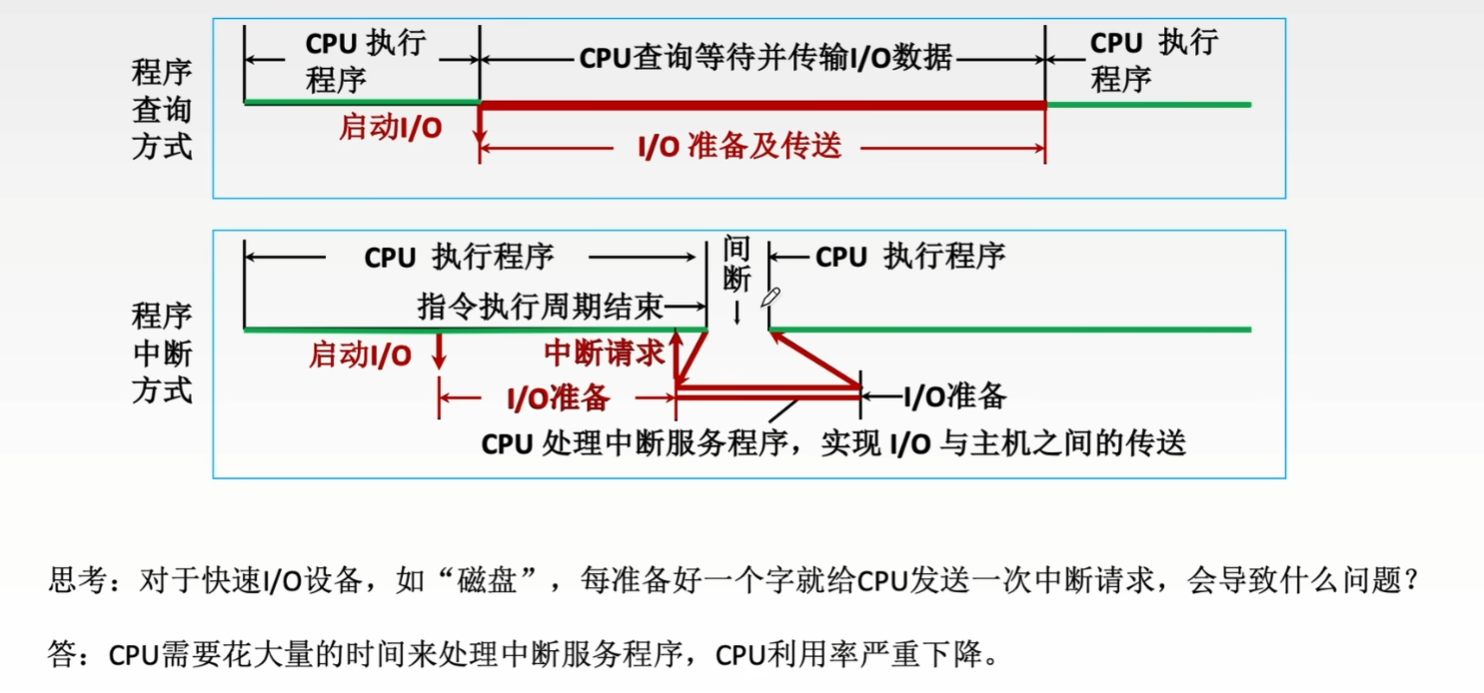 程序
查询
方式
CPU 执行
程序
CPU查询等待并传输I/O数据
CPU 执行
程序
启动I/O
I/O 准备及传送
程序
中断
方式
CPU 执行程序
间
断
CPU 执行程序
指令执行周期结束
启动I/O
中断请求
I/O准备
I/O准备
CPU 处理中断服务程序，实现 I/O 与主机之间的传送
思考：对于快速I/O设备，如“磁盘”，每准备好一个字就给CPU发送一次中断请求，会导致什么问题？
答：CPU需要花大量的时间来处理中断服务程序，CPU利用率严重下降。